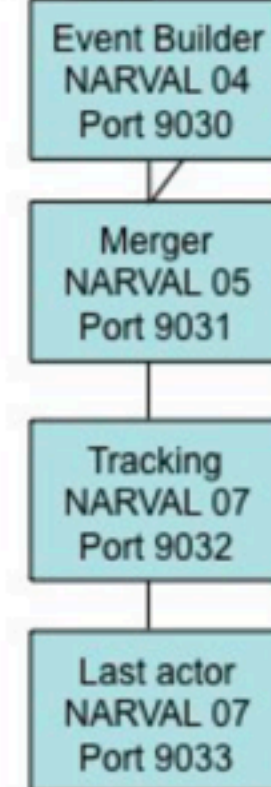 Event Builder
NARVAL 04
Port 9030
Merger
NARVAL 05
Port 9031
Tracking
NARVAL 07
Port 9032
Last actor
NARVAL 07
Port 9033